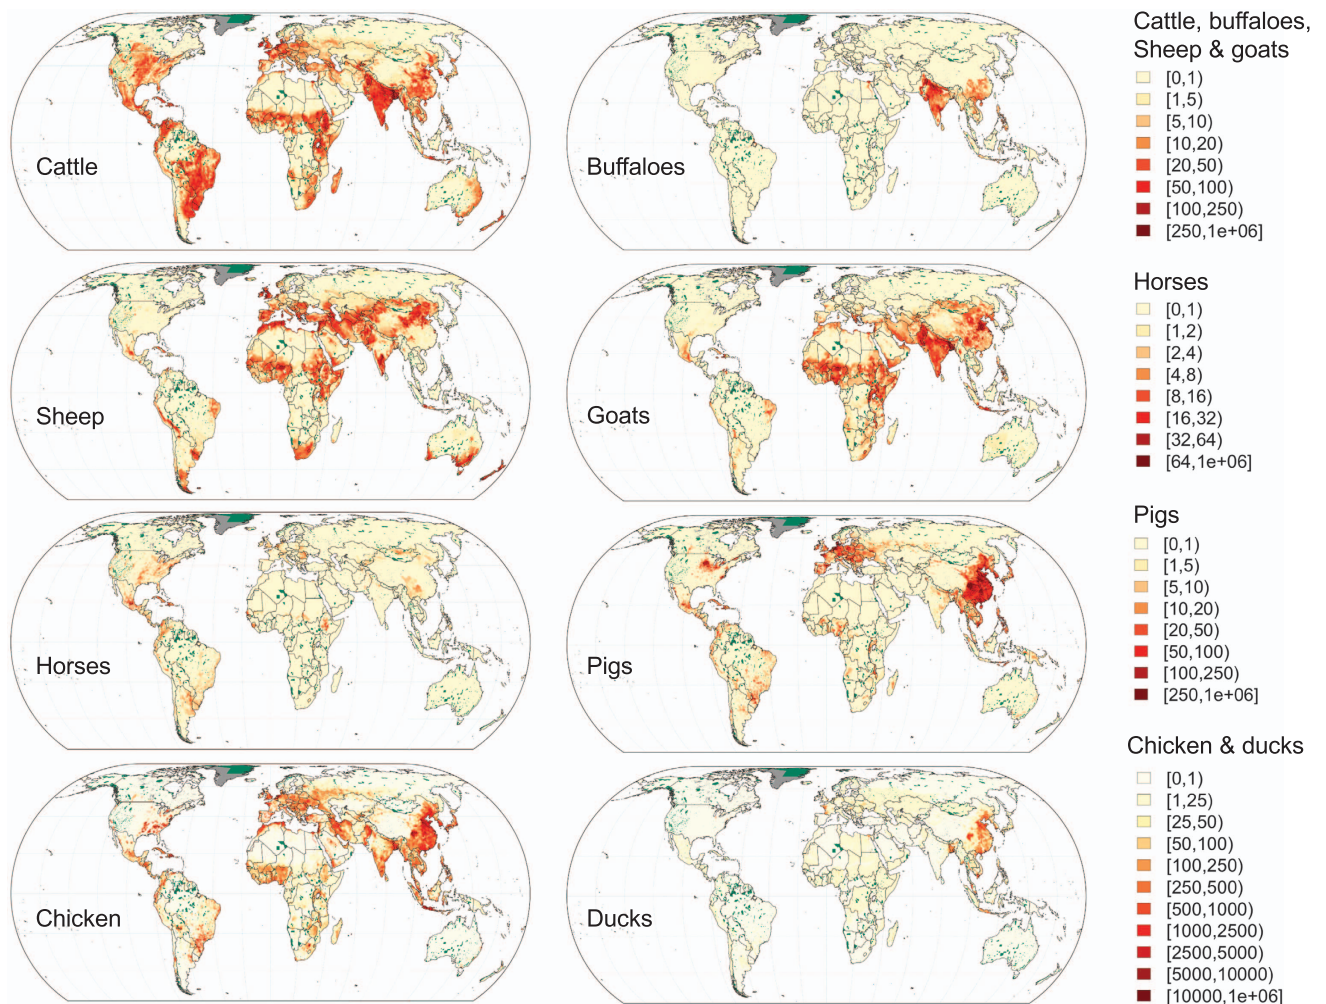 Cattle
Buffaloes
Sheep
Goats
Horses
Pigs
Chicken
Ducks
Cattle, buffaloes,
Sheep & goats
[0,1)
[1,5)
[5,10)
[10,20)
[20,50)
[50,100)
[100,250)
[250,1e+06]
Horses
[0,1)
[1,2)
[2,4)
[4,8)
[8,16)
[16,32)
[32,64)
[64,1e+06]
Pigs
[0,1)
[1,5)
[5,10)
[10,20)
[20,50)
[50,100)
[100,250)
[250,1e+06]
Chicken & ducks
[0,1)
[1,25)
[25,50)
[50,100)
[100,250)
[250,500)
[500,1000)
[1000,2500)
[2500,5000)
[5000,10000)
[10000,1e+06]